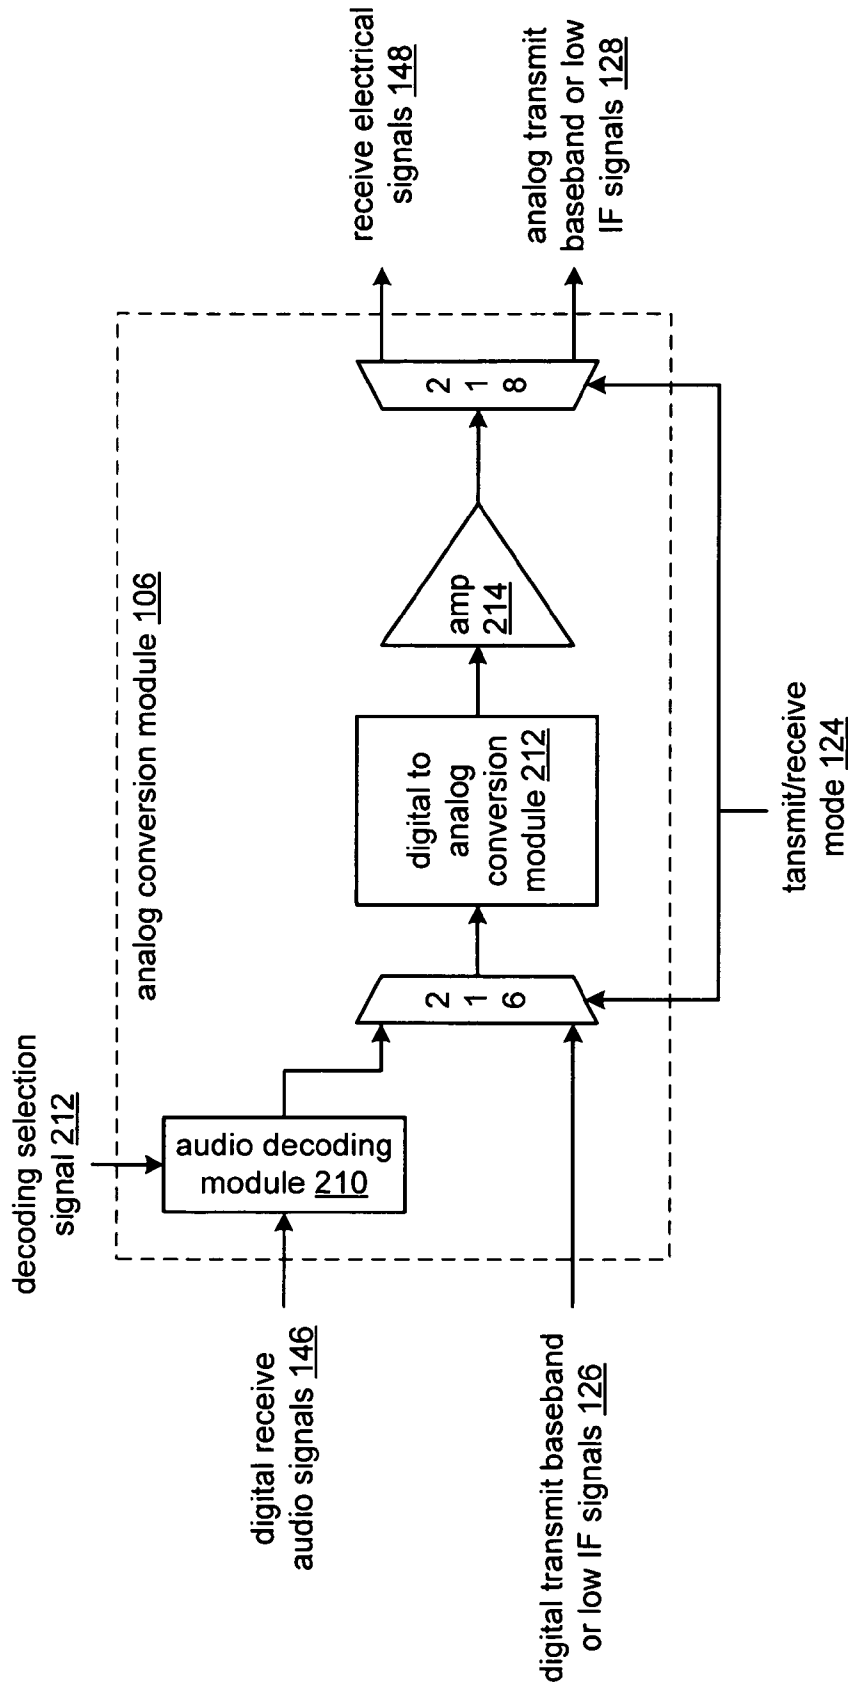 decoding selection
signal 212
analog conversion module 106
receive electrical
signals 148
audio decoding
module 210
digital receive
audio signals 146
2
1
6
digital to
analog
conversion
module 212
amp
214
2
1
8
analog transmit
baseband or low
IF signals 128
digital transmit baseband
or low IF signals 126
tansmit/receive
mode 124